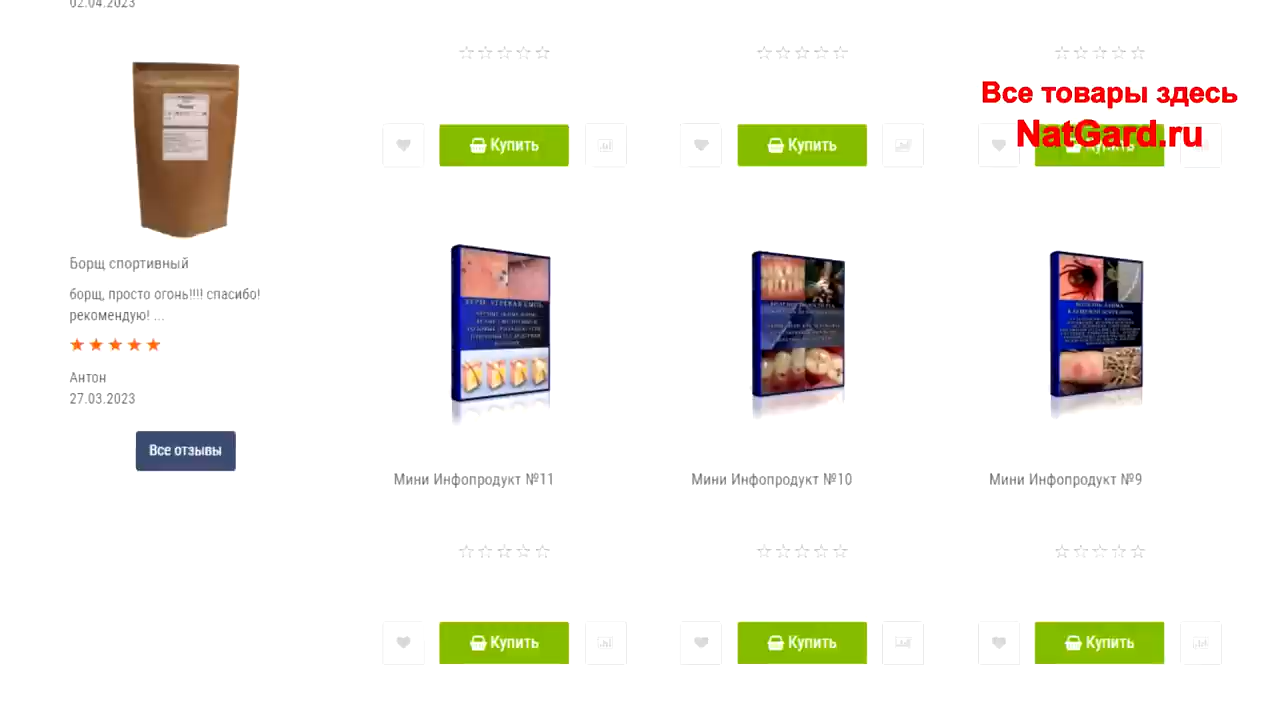 02.04.2023
Все товары здесь
NatGard.ru
Купить
Купить
Купить
Борщ спортивный
борщ, просто огонь!!!! спасибо!
рекомендую! ...
Антон
27.03.2023
Все отзывы
Мини Инфопродукт №11
Мини Инфопродукт №10
Мини Инфопродукт №9
Купить
Купить
Купить